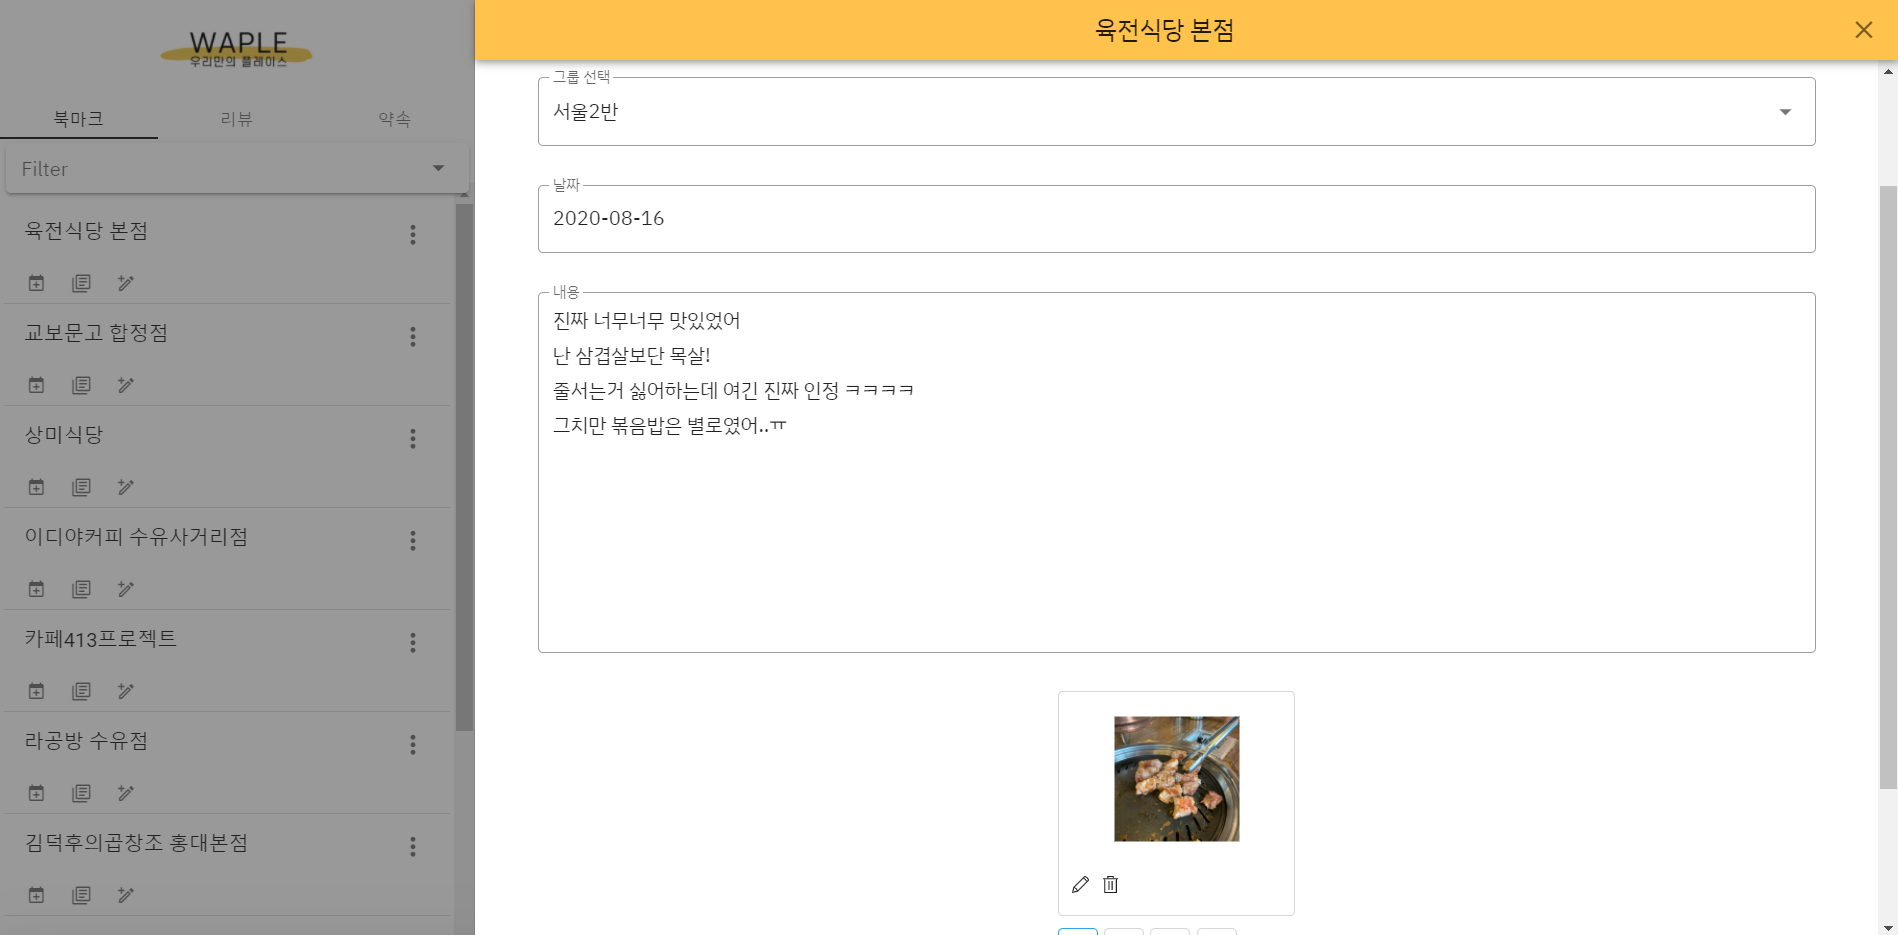 WAPLE
우리만의 플레이스
북마크
리뷰
약속
Filter
육전식당 본점
교보문고 합정점
상미식당
이디야커피 수유사거리점
카페413프로젝트
라공방 수유점
김덕후의곱창조 홍대본점
육전식당 본점
그룹 선택
서울2반
날짜
2020-08-16
내용
진짜 너무너무 맛있었어
난 삼겹살보단 목살!
줄서는거 싫어하는데 여긴 진짜 인정 ㅋㅋㅋㅋ
그치만 볶음밥은 별로였어..ㅠ